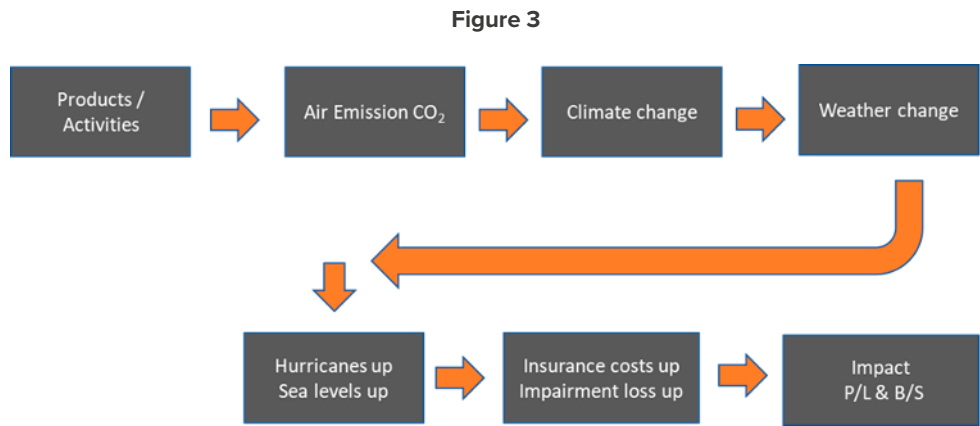 Figure 3
Products /
Activities
Air Emission CO₂
Climate change
Weather change
Hurricanes up
Sea levels up
Insurance costs up
Impairment loss up
Impact
P/L & B/S